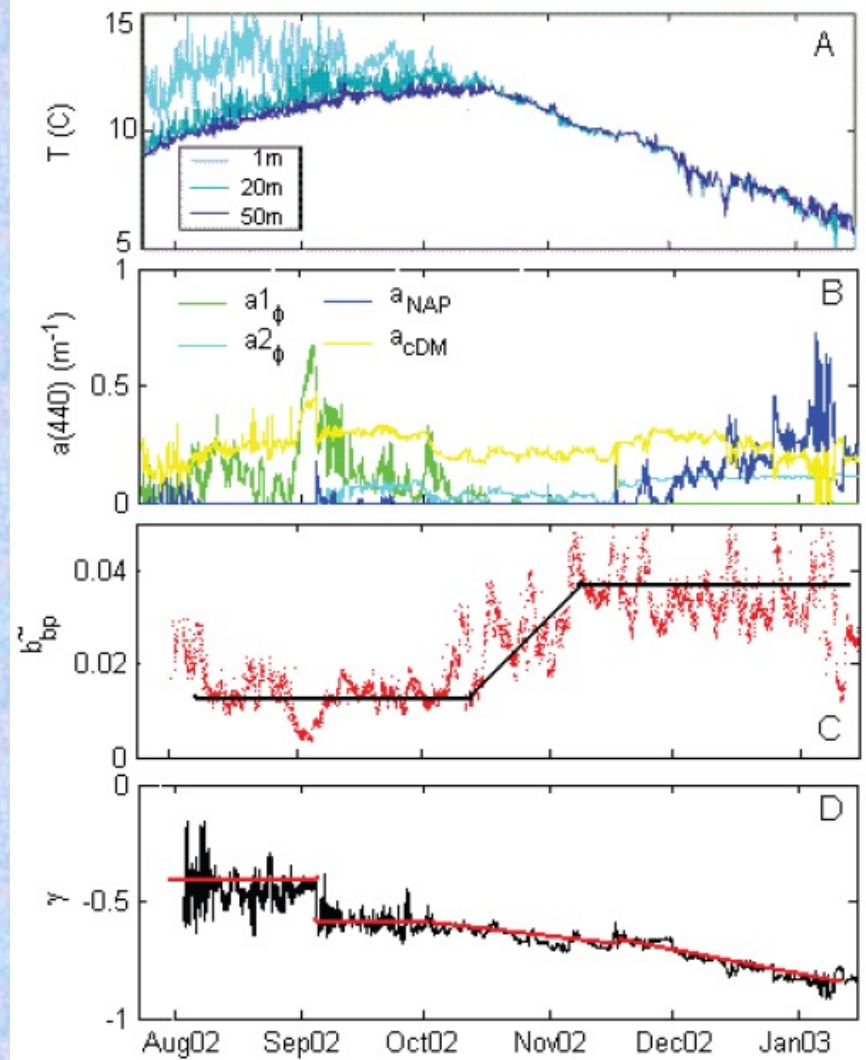 15
10
5
T (C)
A
1m
20m
50m
1
0.5
0
a(440) (m⁻¹)
a1ϕ
a2ϕ
aNAP
acDM
B
0.04
0.02
0
b̃bp
C
0
-0.5
-1
γ
D
Aug02 Sep02 Oct02 Nov02 Dec02 Jan03